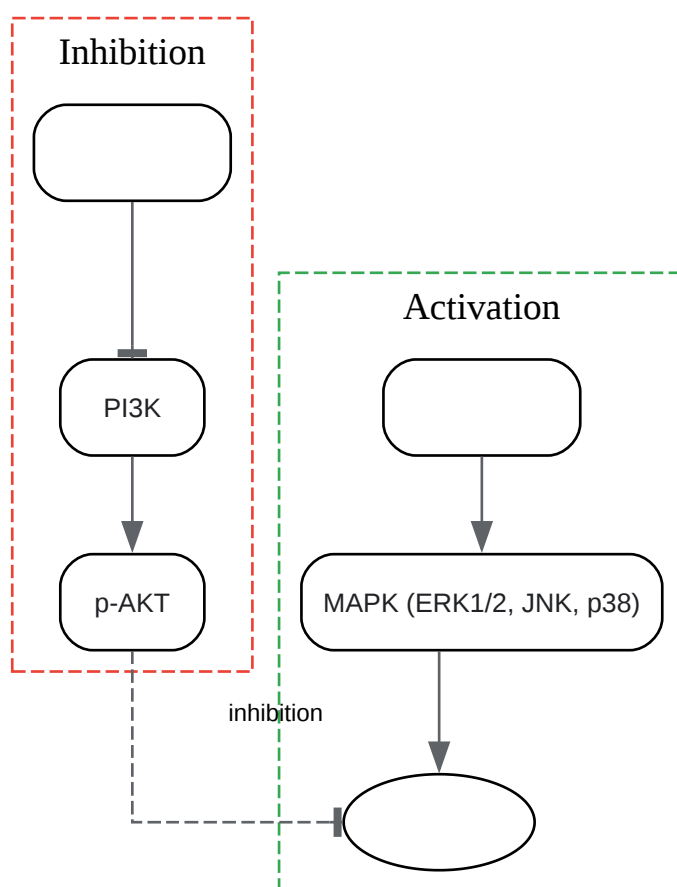 Inhibition
Activation
PI3K
p-AKT
MAPK (ERK1/2, JNK, p38)
inhibition